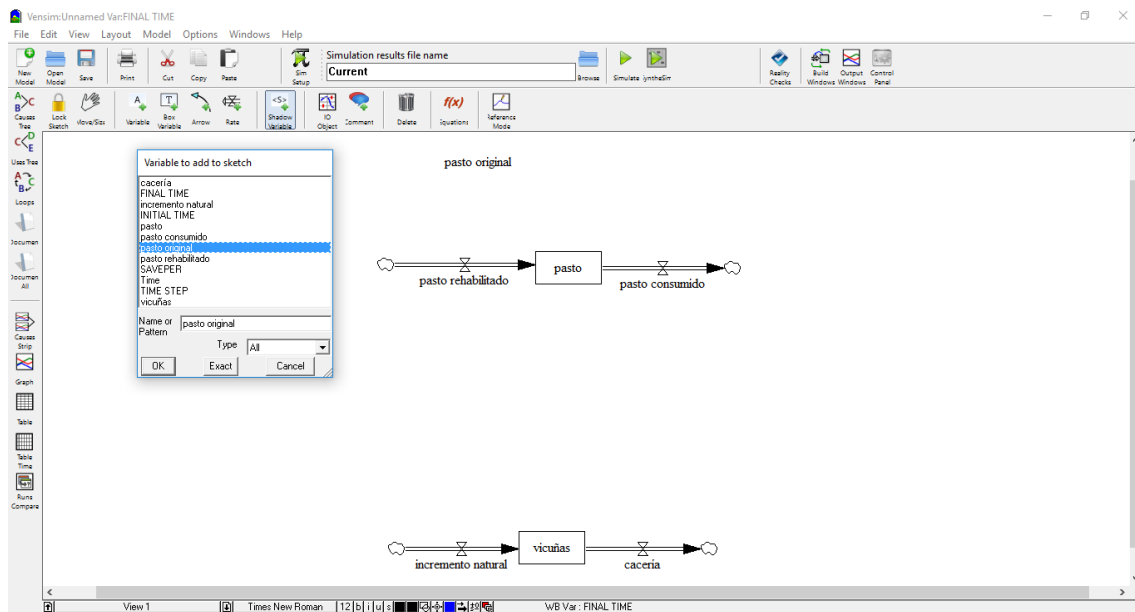 Vensim:Unnamed Var:FINAL TIME
File Edit View Layout Model Options Windows Help
New Model
Open Model
Save
Print
Cut
Copy
Paste
Sim Setup
Simulation results file name
Current
Browse
Simulate
SyntheSim
Reality Checks
Build Windows
Output Windows
Control Panel
Causes Tree
Lock Sketch
Move/Size
Variable
Box Variable
Arrow
Rate
Shadow Variable
IO Object
Comment
Delete
f(x)
Equations
Reference Mode
Uses Tree
Loops
Documen
Documen All
Causes Strip
Graph
Table
Table Time
Runs Compare
Variable to add to sketch
cacería
FINAL TIME
incremento natural
INITIAL TIME
pasto
pasto consumido
pasto original
pasto rehabilitado
SAVEPER
Time
TIME STEP
vicuñas
Name or Pattern
pasto original
Type All
OK Exact Cancel
pasto original
pasto rehabilitado
pasto
pasto consumido
incremento natural
vicuñas
cacería
View 1
Times New Roman 12 b i u s
WB Var : FINAL TIME